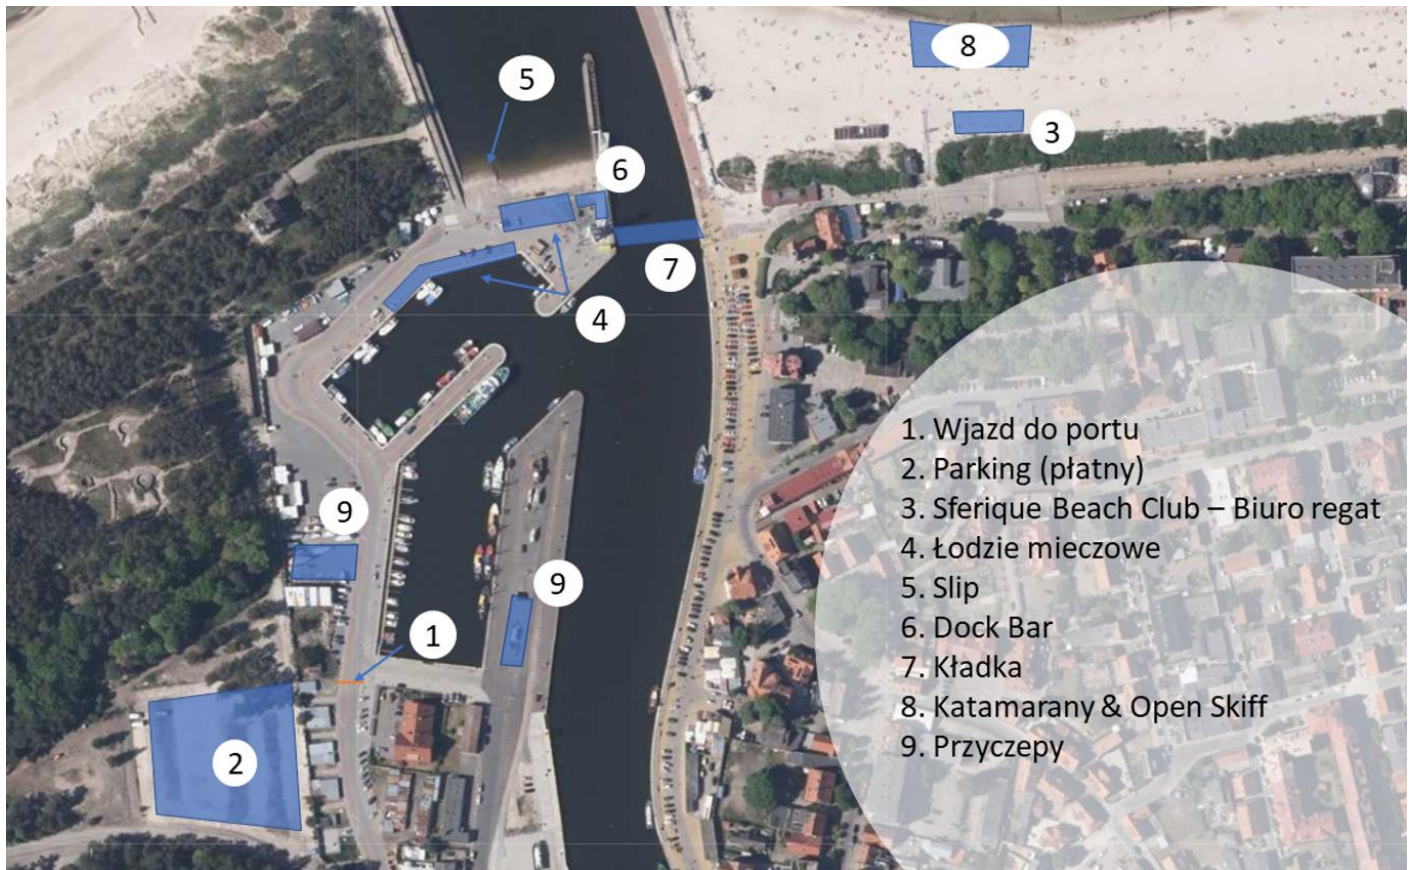 5
8
3
6
7
4
9
9
1
2
1. Wjazd do portu
2. Parking (płatny)
3. Sferique Beach Club – Biuro regat
4. Łodzie mieczowe
5. Slip
6. Dock Bar
7. Kładka
8. Katamarany & Open Skiff
9. Przyczepy